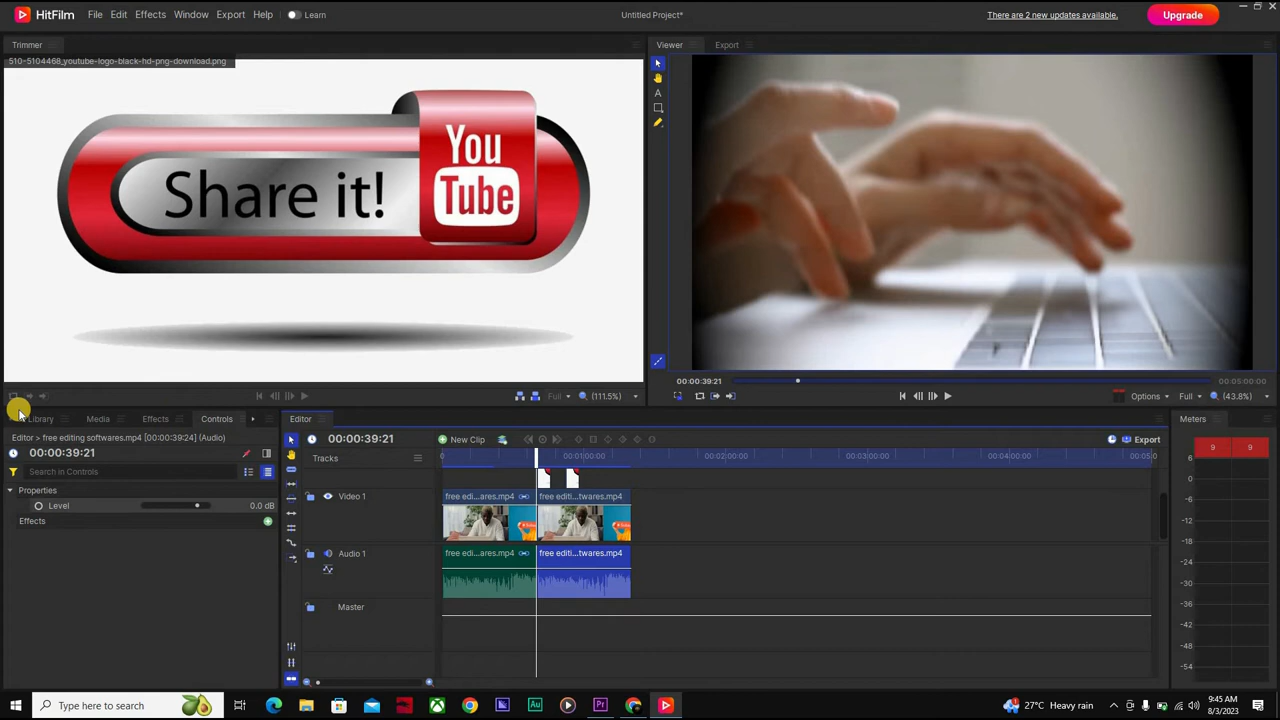 HitFilm File Edit Effects Window Export Help Learn
Untitled Project*
There are 2 new updates available.
Upgrade
Trimmer
510-5104468_youtube-logo-black-hd-png-download.png
Share it!
You
Tube
Viewer Export
Full (111.5%)
00:00:39:21
00:05:00:00
Options Full (43.8%)
Library Media Effects Controls
Editor > free editing softwares.mp4 [00:00:39:24] (Audio)
00:00:39:21
Search in Controls
Properties
Level 0.0 dB
Effects
Editor
00:00:39:21
New Clip
Export
Tracks
0 00:01:00:00 00:02:00:00 00:03:00:00 00:04:00:00 00:05:0
Video 1
free edi...ares.mp4 free editi...twares.mp4
Audio 1
free edi...ares.mp4 free editi...twares.mp4
Master
Meters
9 9
6
0
-6
-12
-18
-24
-30
-36
-42
-48
-54
Type here to search
27°C Heavy rain
9:45 AM
8/3/2023